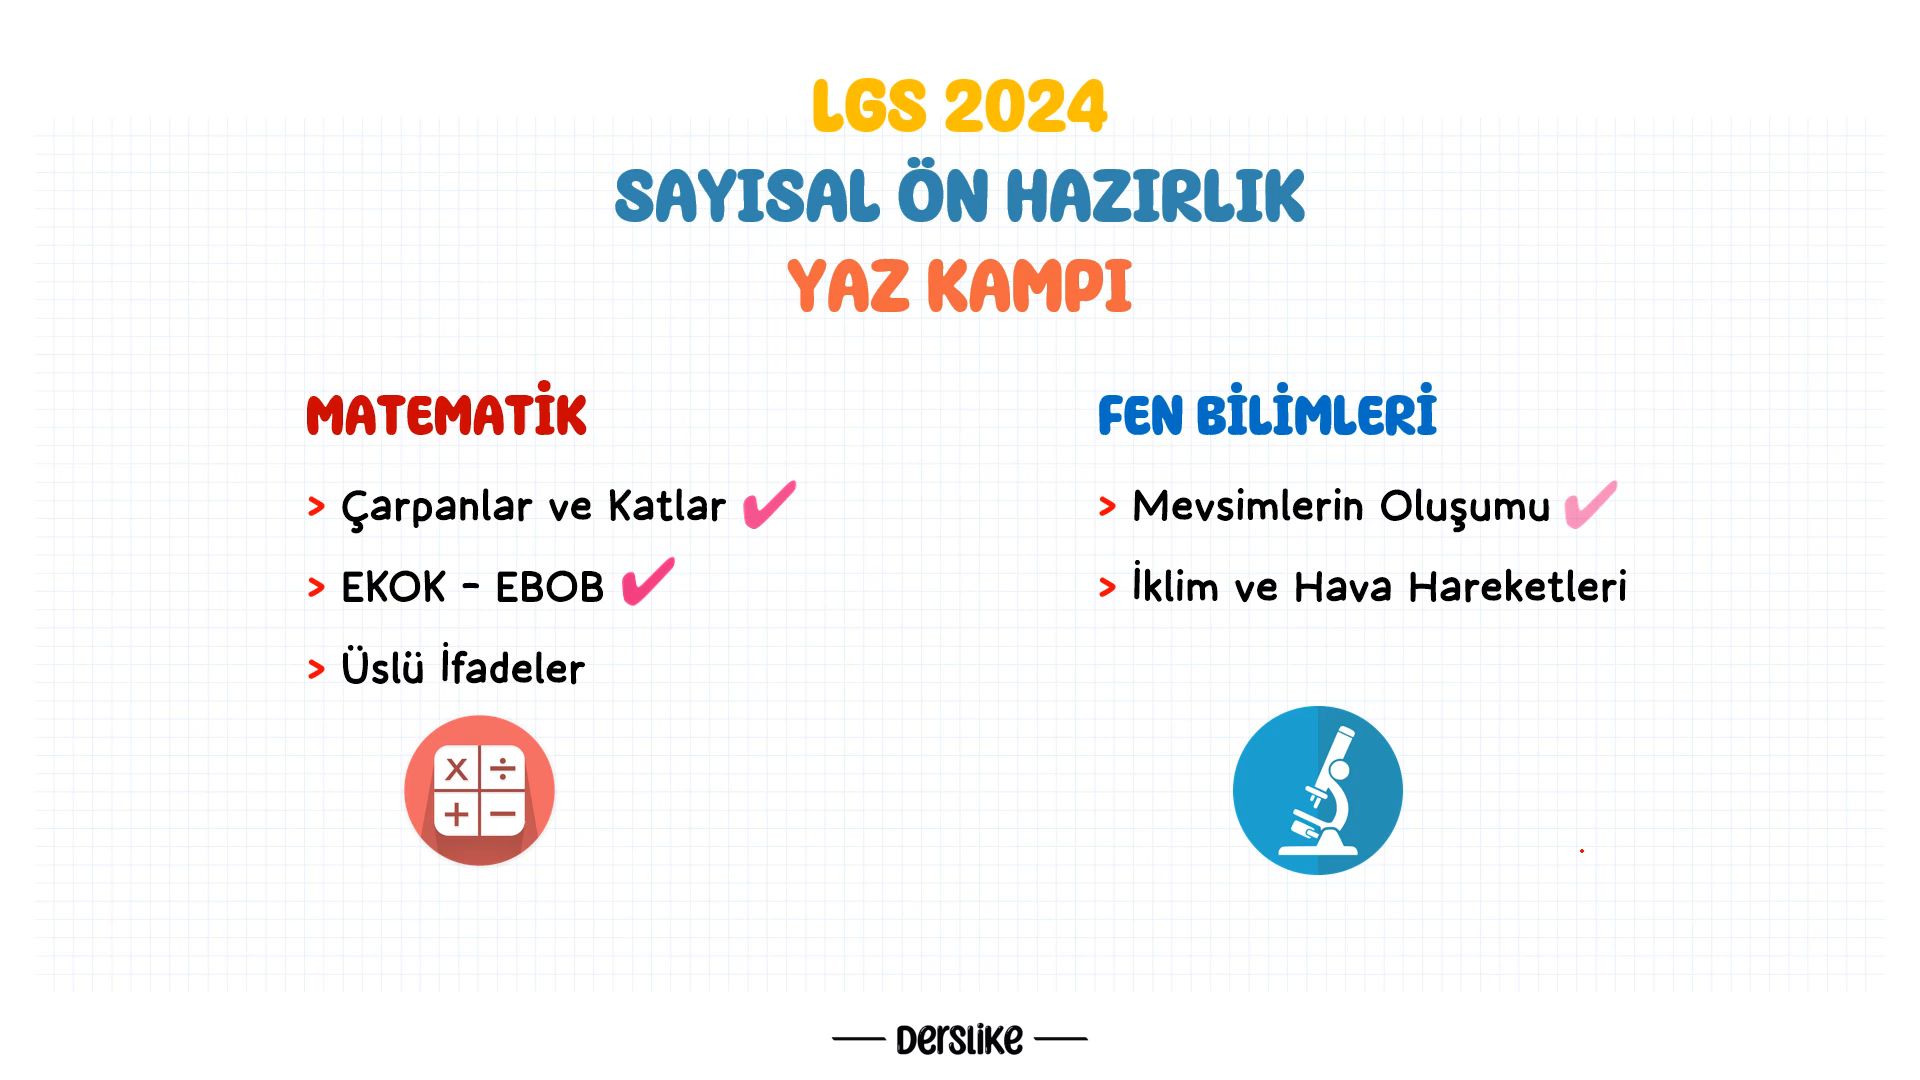 LGS 2024
SAYISAL ÖN HAZIRLIK
YAZ KAMPI
MATEMATİK
> Çarpanlar ve Katlar ✔
> EKOK - EBOB ✔
> Üslü İfadeler
x ÷
+ −
FEN BİLİMLERİ
> Mevsimlerin Oluşumu ✔
> İklim ve Hava Hareketleri
DERSLIKE